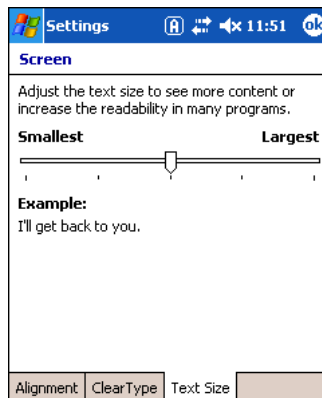 Settings A 11:51 ok
Screen
Adjust the text size to see more content or
increase the readability in many programs.
Smallest Largest
Example:
I'll get back to you.
Alignment ClearType Text Size